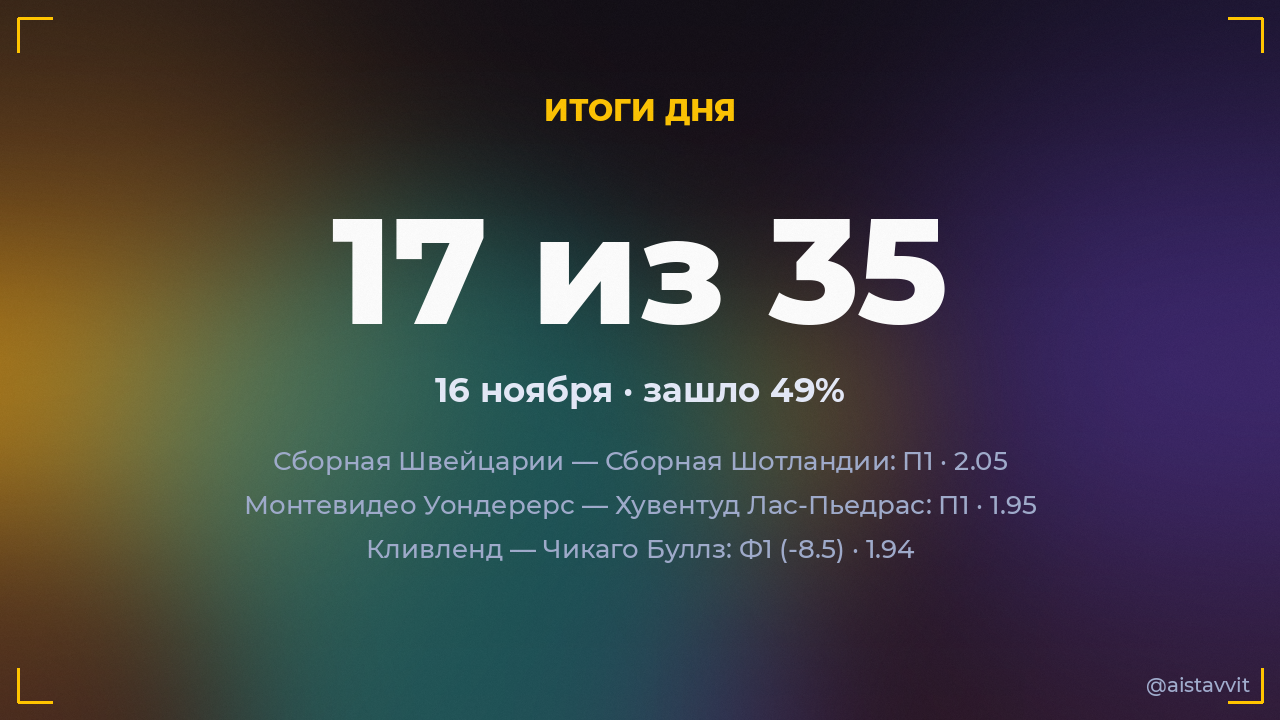 ИТОГИ ДНЯ
17 из 35
16 ноября · зашло 49%
Сборная Швейцарии — Сборная Шотландии: П1 · 2.05
Монтевидео Уондерерс — Хувентуд Лас-Пьедрас: П1 · 1.95
Кливленд — Чикаго Буллз: Ф1 (-8.5) · 1.94
@aistavvit